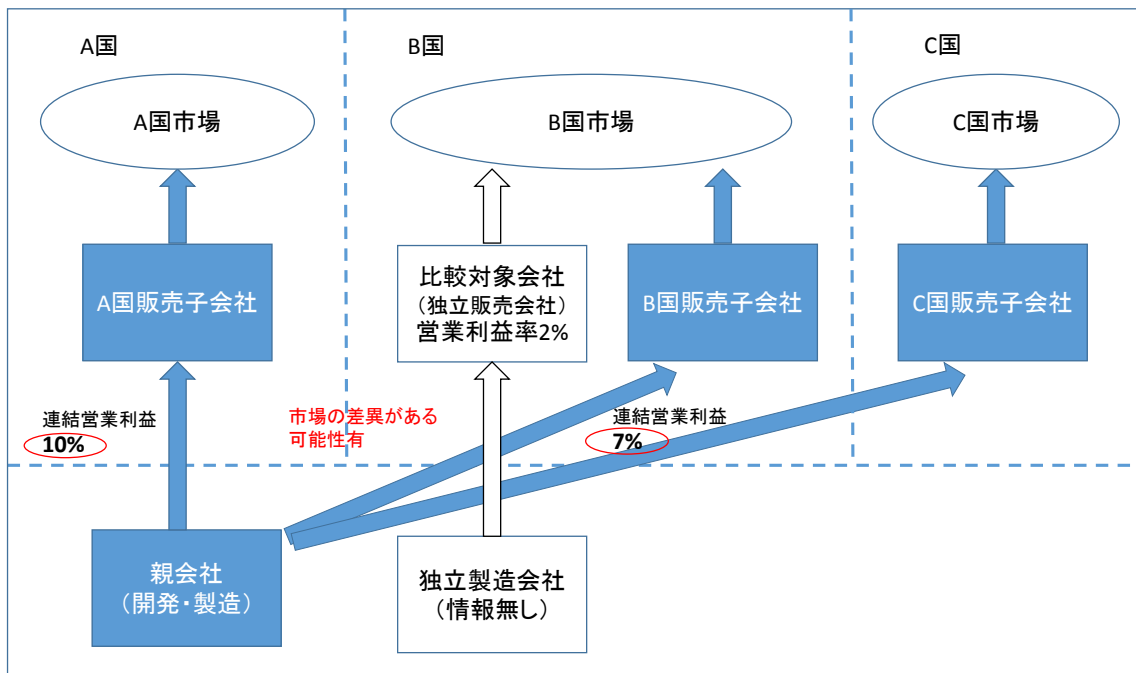 A国
B国
C国
A国市場
B国市場
C国市場
A国販売子会社
比較対象会社
（独立販売会社）
営業利益率2%
B国販売子会社
C国販売子会社
連結営業利益
10%
市場の差異がある
可能性有
連結営業利益
7%
親会社
（開発・製造）
独立製造会社
（情報無し）